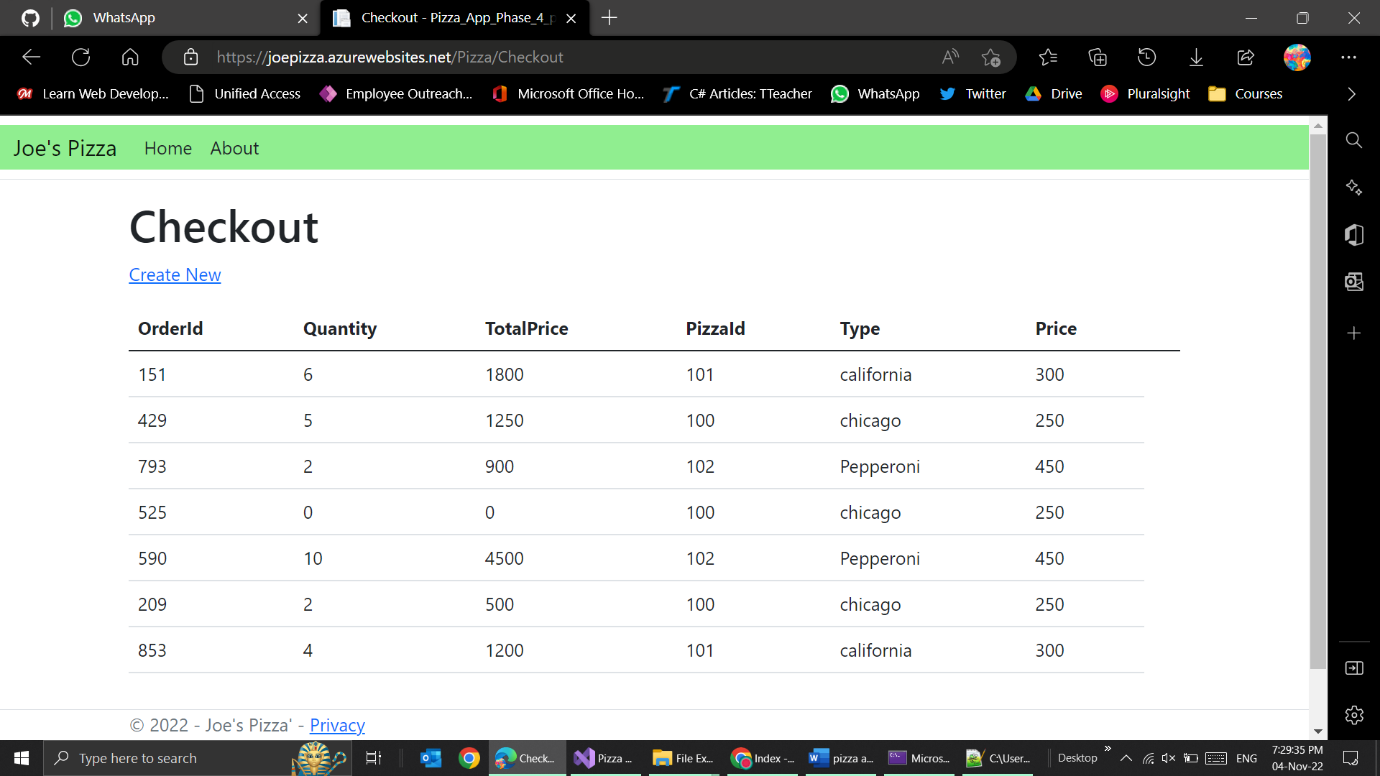 WhatsApp
Checkout - Pizza_App_Phase_4_p
https://joepizza.azurewebsites.net/Pizza/Checkout
Learn Web Develop... Unified Access Employee Outreach... Microsoft Office Ho... C# Articles: TTeacher WhatsApp Twitter Drive Pluralsight Courses
Joe's Pizza Home About
Checkout
Create New
OrderId Quantity TotalPrice PizzaId Type Price
151 6 1800 101 california 300
429 5 1250 100 chicago 250
793 2 900 102 Pepperoni 450
525 0 0 100 chicago 250
590 10 4500 102 Pepperoni 450
209 2 500 100 chicago 250
853 4 1200 101 california 300
© 2022 - Joe's Pizza' - Privacy
Type here to search Check... Pizza ... File Ex... Index -... pizza a... Micros... C:\User... Desktop ENG
7:29:35 PM
04-Nov-22